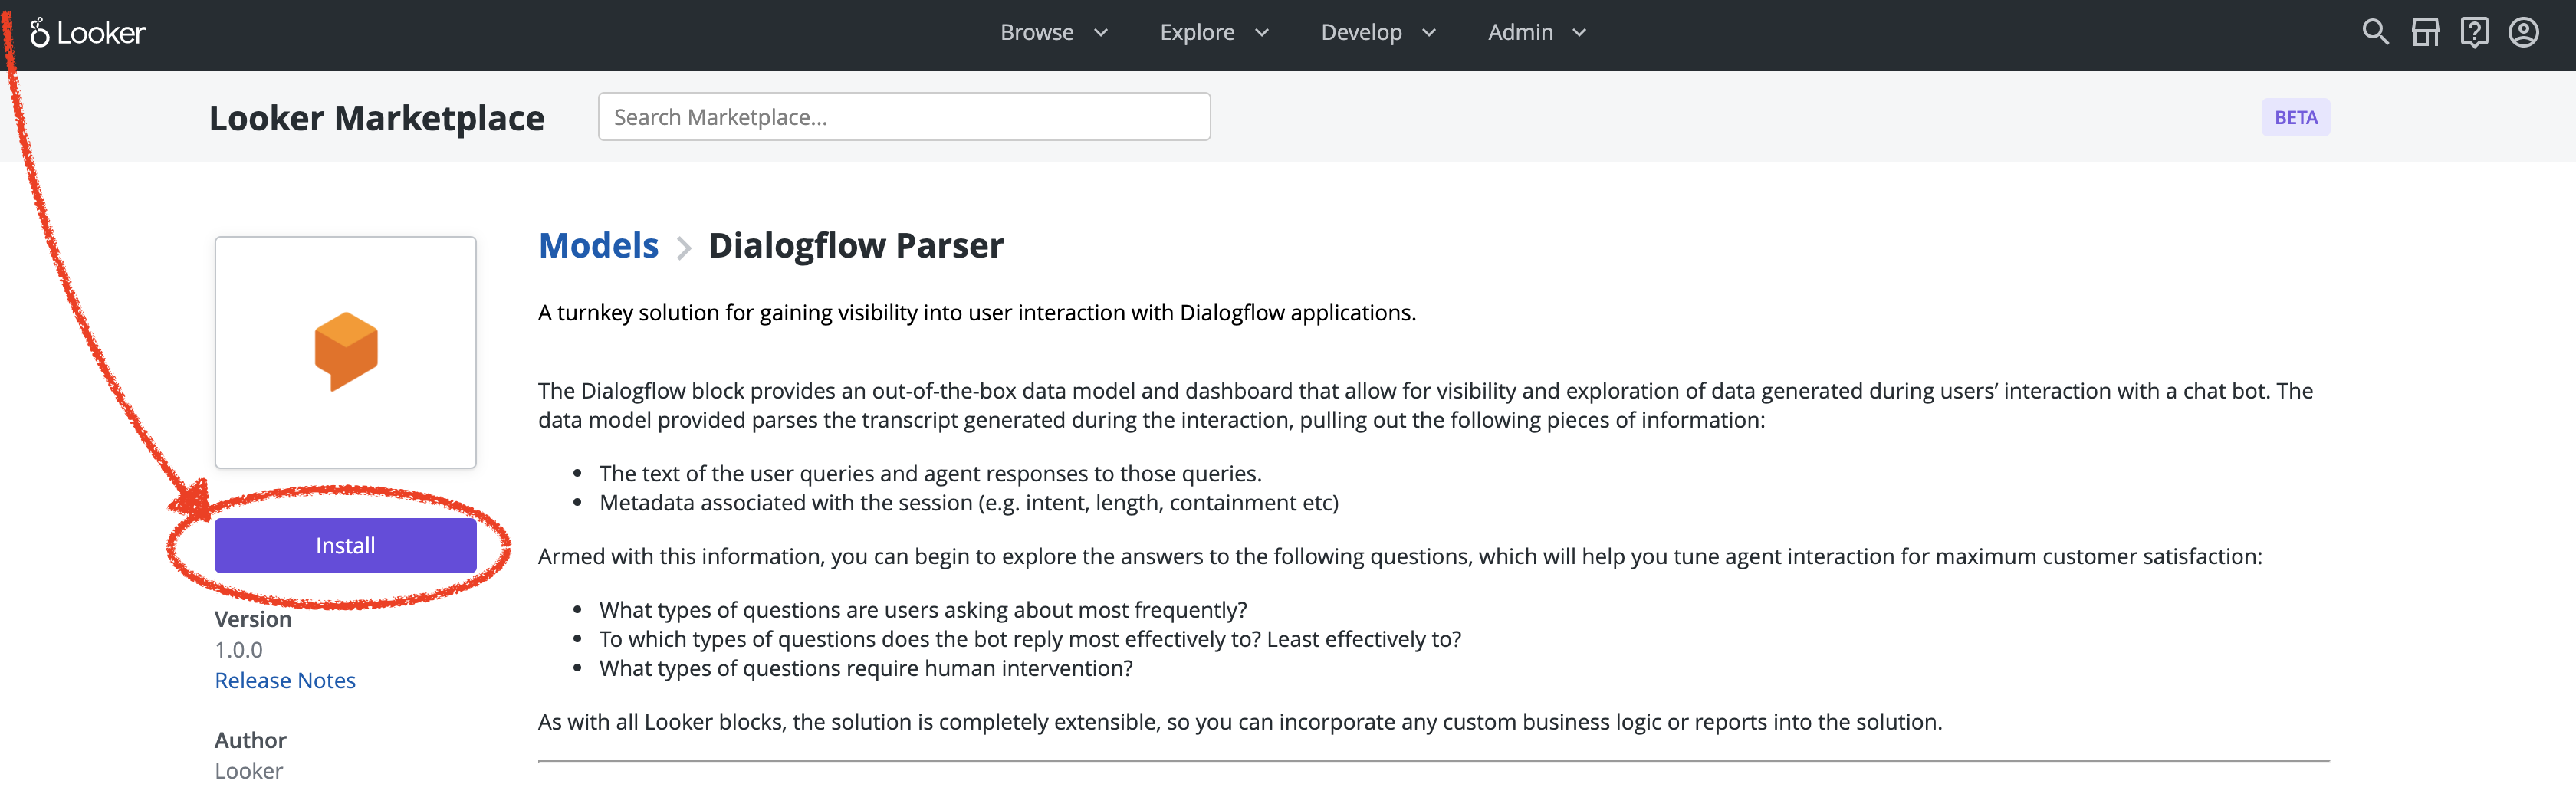 Looker
Browse
Explore
Develop
Admin
Looker Marketplace
Search Marketplace...
BETA
Models
Dialogflow Parser
A turnkey solution for gaining visibility into user interaction with Dialogflow applications.
The Dialogflow block provides an out-of-the-box data model and dashboard that allow for visibility and exploration of data generated during users’ interaction with a chat bot. The
data model provided parses the transcript generated during the interaction, pulling out the following pieces of information:
• The text of the user queries and agent responses to those queries.
• Metadata associated with the session (e.g. intent, length, containment etc)
Armed with this information, you can begin to explore the answers to the following questions, which will help you tune agent interaction for maximum customer satisfaction:
• What types of questions are users asking about most frequently?
• To which types of questions does the bot reply most effectively to? Least effectively to?
• What types of questions require human intervention?
As with all Looker blocks, the solution is completely extensible, so you can incorporate any custom business logic or reports into the solution.
Install
Version
1.0.0
Release Notes
Author
Looker